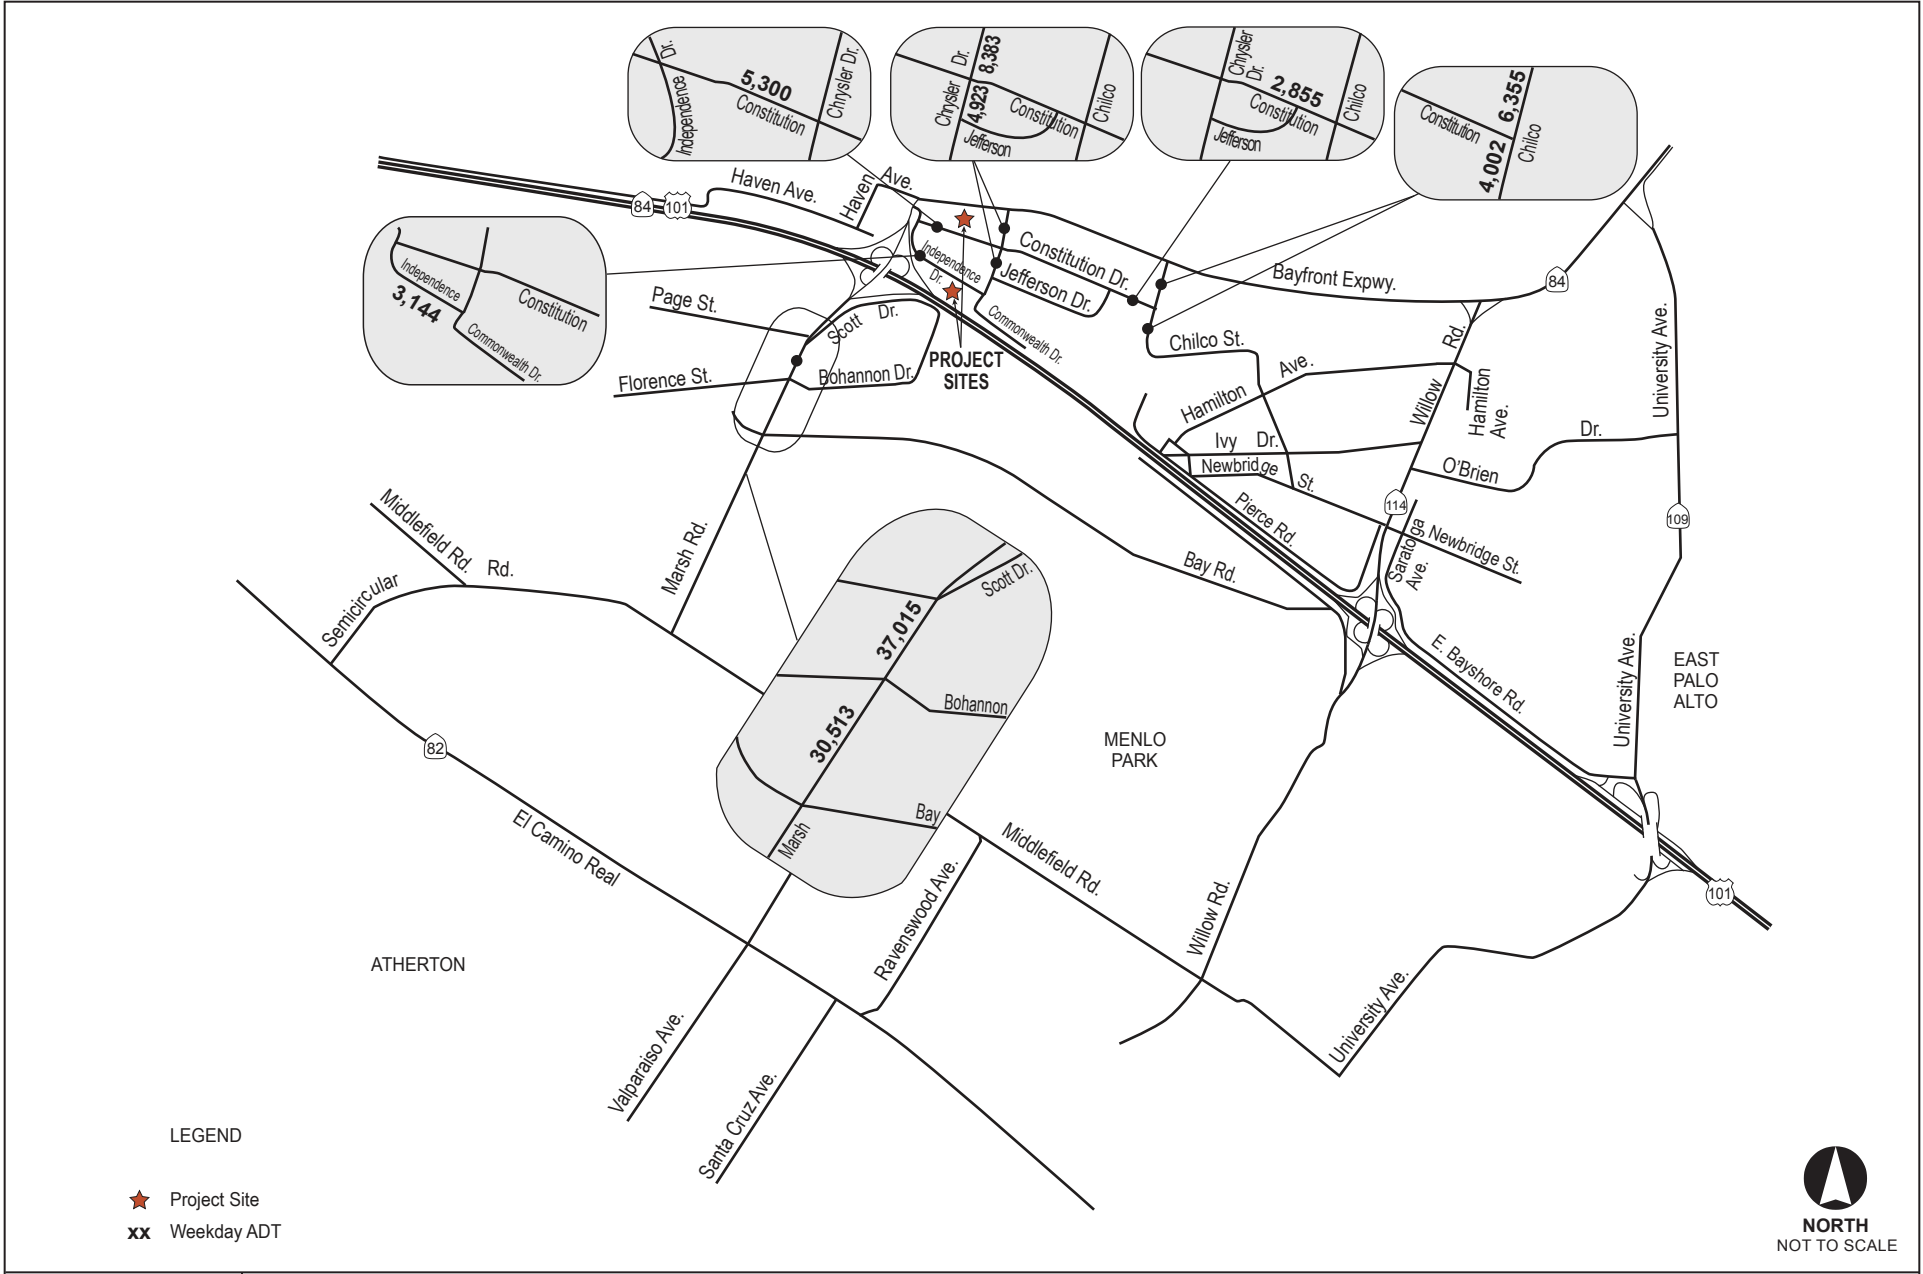 Dr.
Independence
5,300
Constitution
Chrysler Dr.
Chrysler
Dr.
8,383
4,923
Constitution
Jefferson
Chilco
Chrysler
Dr.
2,855
Constitution
Jefferson
Chilco
Constitution
6,355
4,002
Chilco
84
101
Haven Ave.
Haven
Ave.
Independence
3,144
Constitution
Commonwealth Dr.
Independence
Dr.
Constitution Dr.
Jefferson Dr.
Commonwealth Dr.
Bayfront Expwy.
84
Page St.
Scott Dr.
Florence St.
Bohannon Dr.
PROJECT
SITES
Chilco St.
Hamilton
Ave.
Willow
Rd.
Hamilton
Ave.
University Ave.
Ivy Dr.
Newbridge
St.
O'Brien
Dr.
114
109
Pierce Rd.
Saratoga
Ave.
Newbridge St.
Middlefield Rd.
Semicircular
Rd.
Marsh Rd.
Bay Rd.
Scott Dr.
37,015
Bohannon
30,513
Bay
Marsh
E. Bayshore Rd.
University Ave.
EAST
PALO
ALTO
MENLO
PARK
82
El Camino Real
Middlefield Rd.
Ravenswood Ave.
Willow Rd.
101
ATHERTON
University Ave.
Valparaiso Ave.
Santa Cruz Ave.
LEGEND
Project Site
xx Weekday ADT
NORTH
NOT TO SCALE